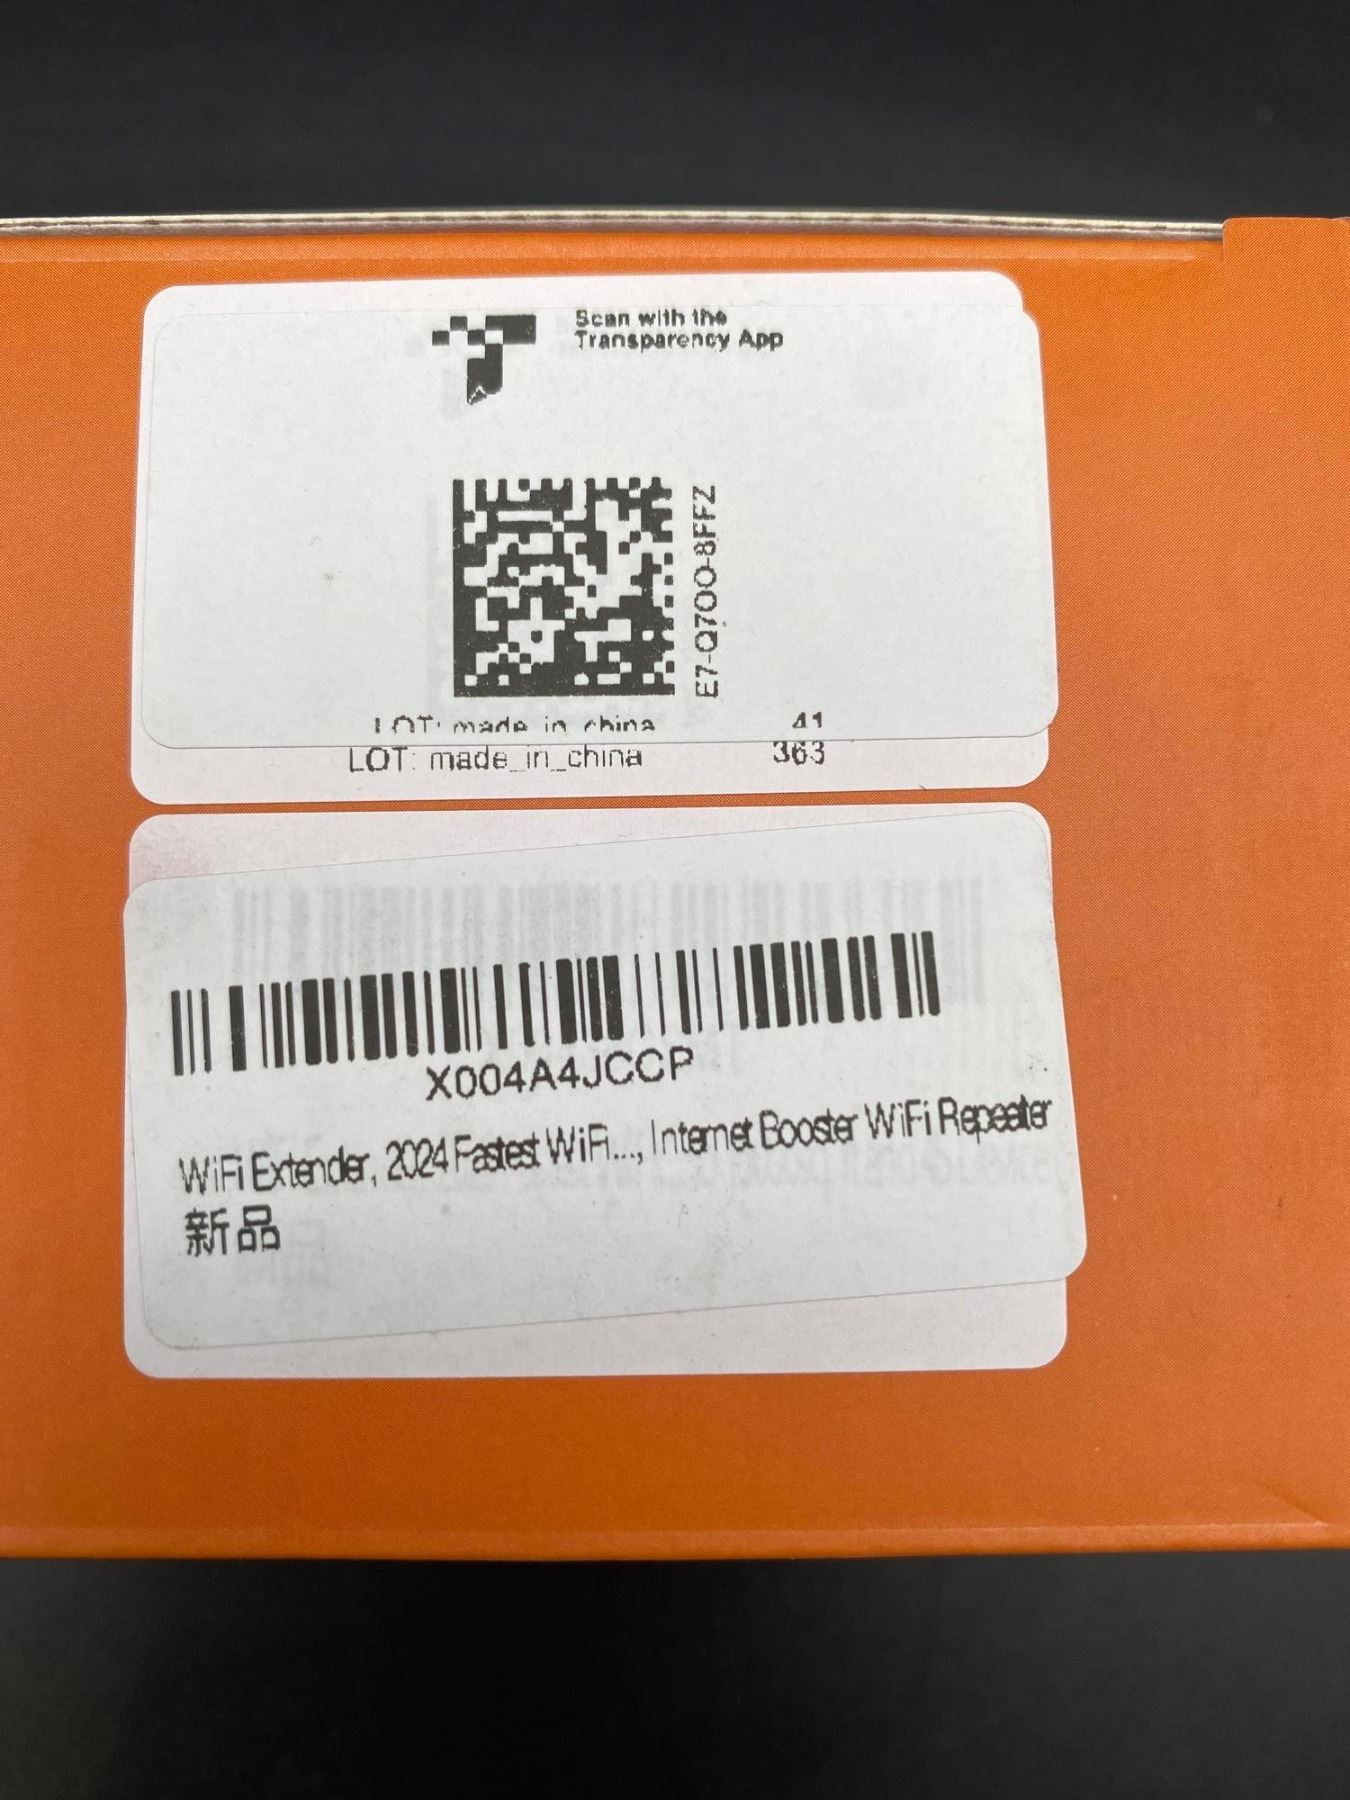 Scan with the
Transparency App
E7-Q7OO-8FFZ
LOT: made_in_china 41
LOT: made_in_china 363
X004A4JCCP
WiFi Extender, 2024 Fastest WiFi..., Internet Booster WiFi Repeater
新品